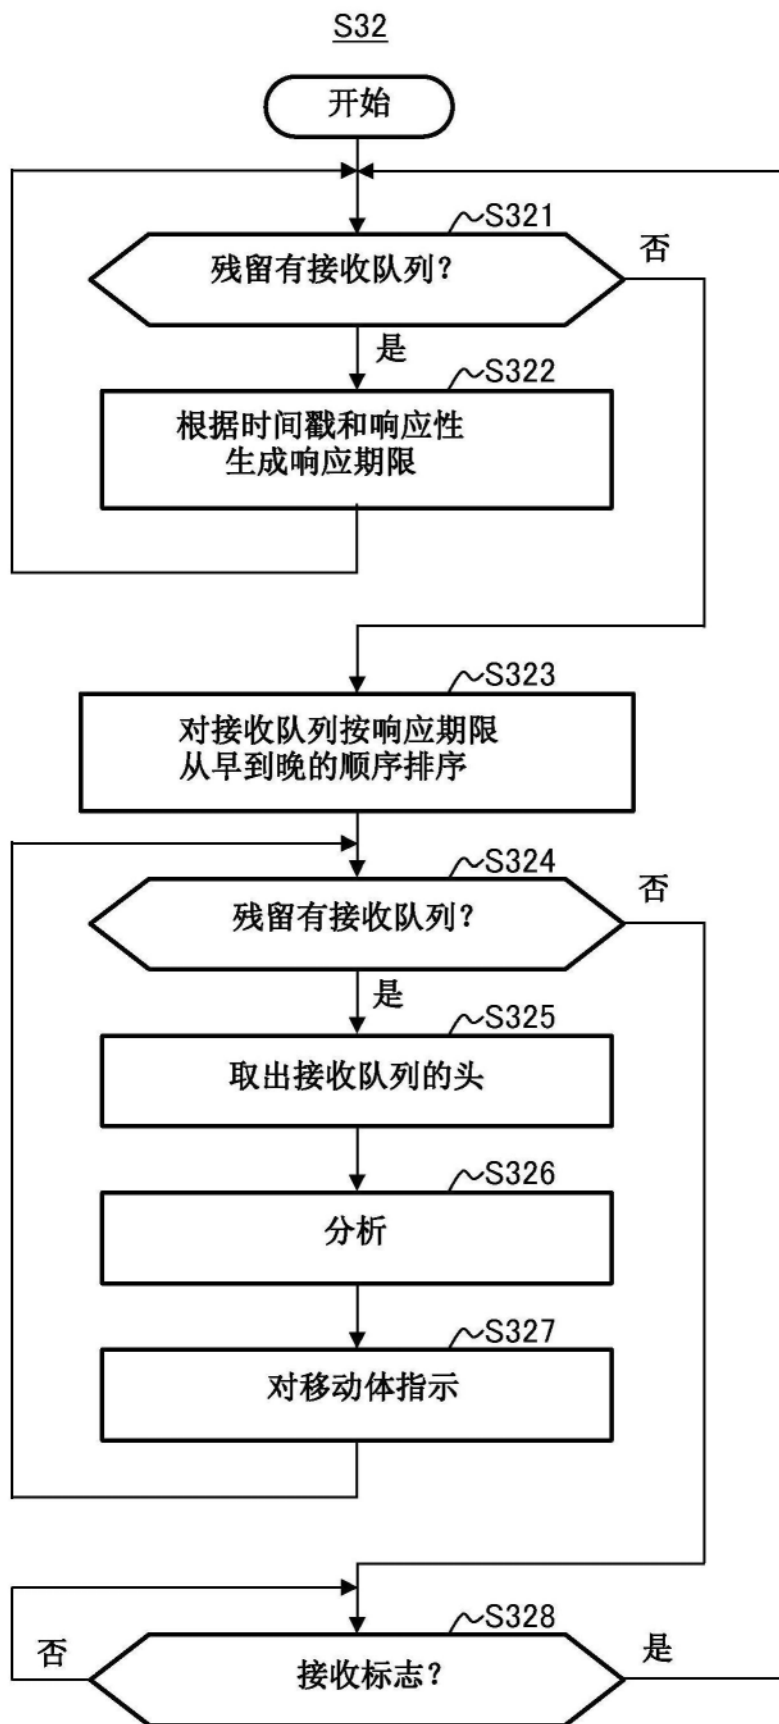 S32
开始
S321
残留有接收队列？
否
是
S322
根据时间戳和响应性
生成响应期限
S323
对接收队列按响应期限
从早到晚的顺序排序
S324
残留有接收队列？
否
是
S325
取出接收队列的头
S326
分析
S327
对移动体指示
S328
否
接收标志？
是